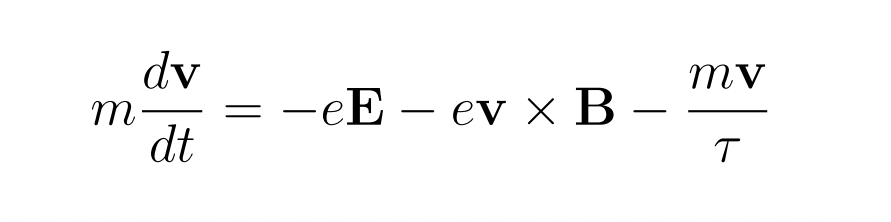 m d𝐯/dt = −e𝐄 − e𝐯 × 𝐁 − m𝐯/τ